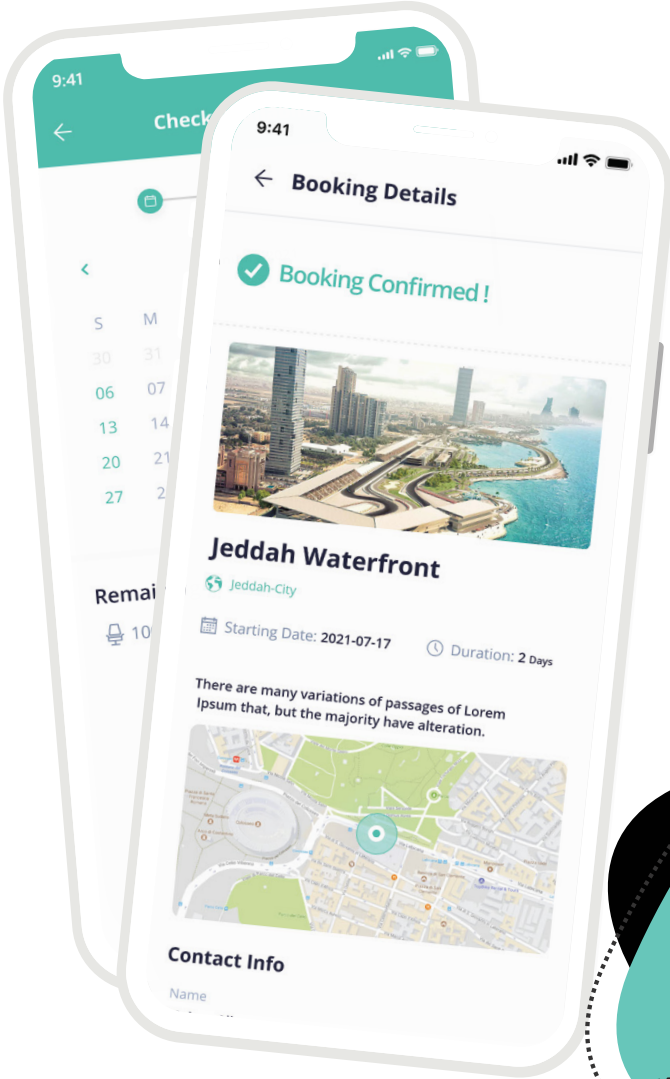 9:41
Check
S M
30 31
06 07
13 14
20 21
27 2
Remai
10
9:41
Booking Details
Booking Confirmed !
Jeddah Waterfront
Jeddah-City
Starting Date: 2021-07-17
Duration: 2 Days
There are many variations of passages of Lorem
Ipsum that, but the majority have alteration.
Contact Info
Name